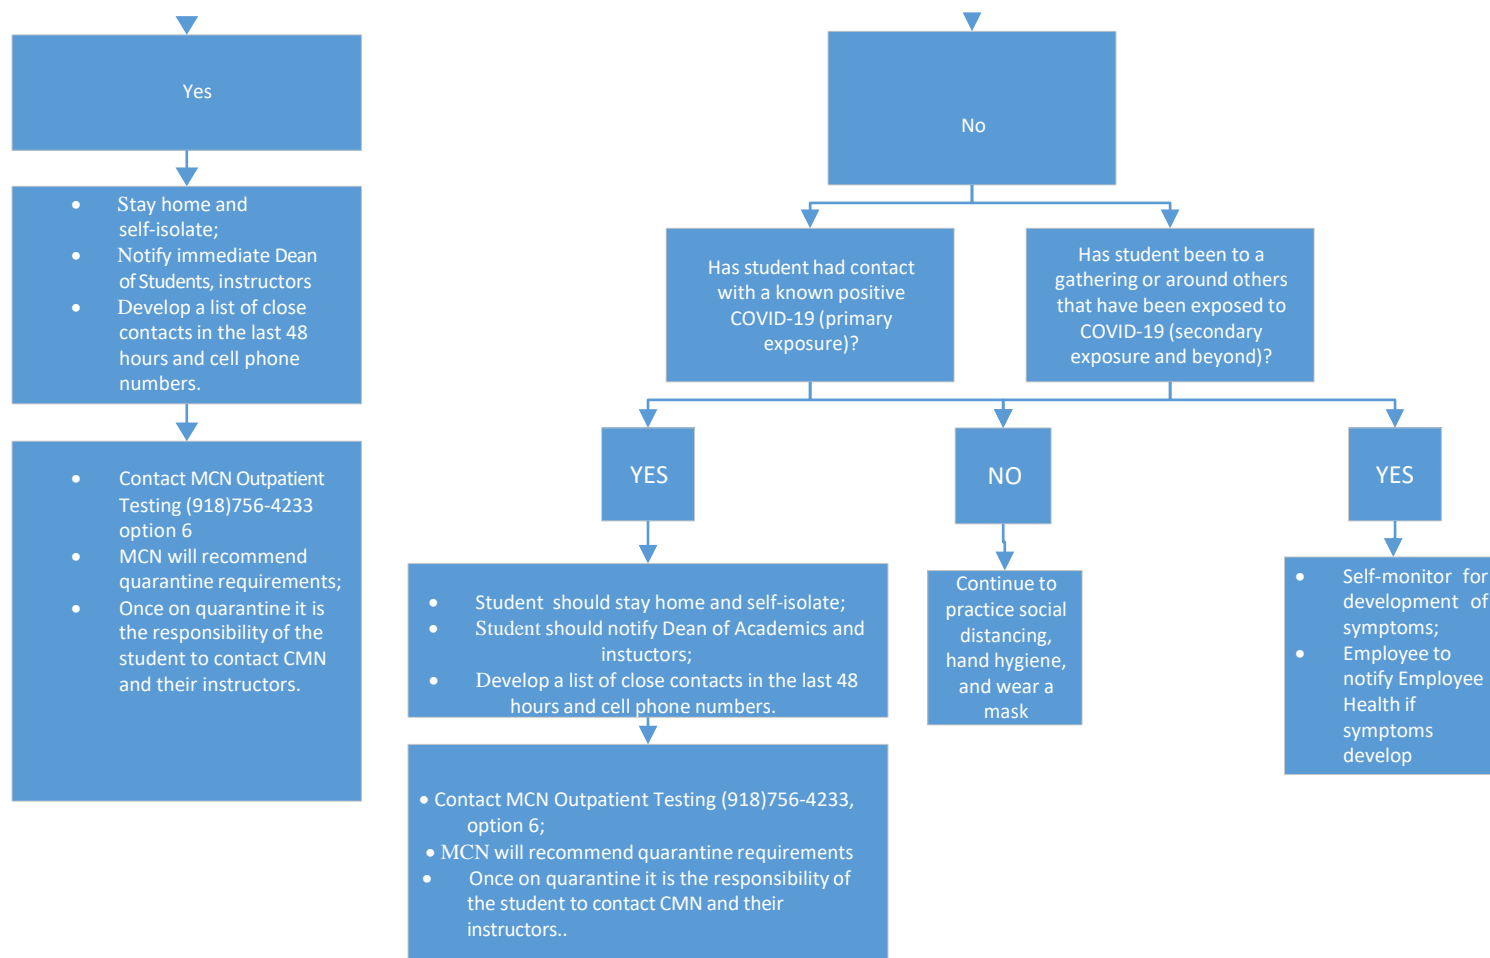 Yes
• Stay home and
self-isolate;
• Notify immediate Dean
of Students, instructors
• Develop a list of close
contacts in the last 48
hours and cell phone
numbers.
• Contact MCN Outpatient
Testing (918)756-4233
option 6
• MCN will recommend
quarantine requirements;
• Once on quarantine it is
the responsibility of the
student to contact CMN
and their instructors.
No
Has student had contact
with a known positive
COVID-19 (primary
exposure)?
Has student been to a
gathering or around others
that have been exposed to
COVID-19 (secondary
exposure and beyond)?
YES
• Student should stay home and self-isolate;
• Student should notify Dean of Academics and
instuctors;
• Develop a list of close contacts in the last 48
hours and cell phone numbers.
• Contact MCN Outpatient Testing (918)756-4233,
option 6;
• MCN will recommend quarantine requirements
• Once on quarantine it is the responsibility of
the student to contact CMN and their
instructors..
NO
Continue to
practice social
distancing,
hand hygiene,
and wear a
mask
YES
• Self-monitor for
development of
symptoms;
• Employee to
notify Employee
Health if
symptoms
develop